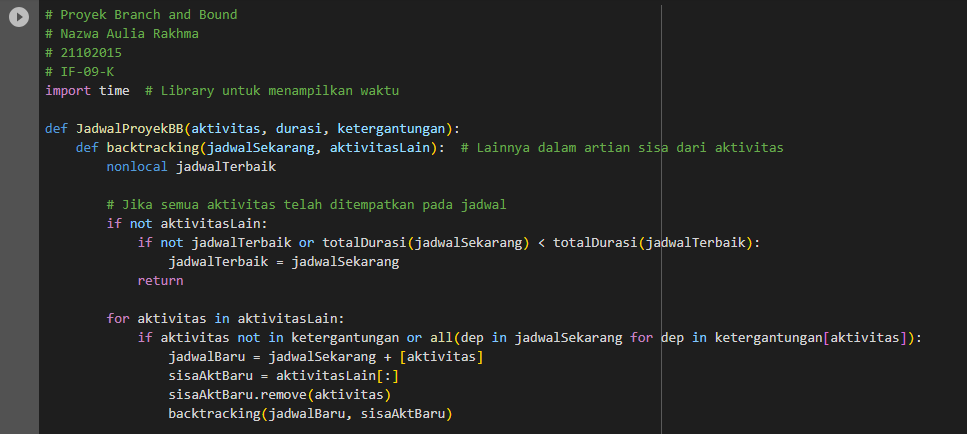 # Proyek Branch and Bound
# Nazwa Aulia Rakhma
# 21102015
# IF-09-K
import time  # Library untuk menampilkan waktu

def JadwalProyekBB(aktivitas, durasi, ketergantungan):
    def backtracking(jadwalSekarang, aktivitasLain):  # Lainnya dalam artian sisa dari aktivitas
        nonlocal jadwalTerbaik

        # Jika semua aktivitas telah ditempatkan pada jadwal
        if not aktivitasLain:
            if not jadwalTerbaik or totalDurasi(jadwalSekarang) < totalDurasi(jadwalTerbaik):
                jadwalTerbaik = jadwalSekarang
            return

        for aktivitas in aktivitasLain:
            if aktivitas not in ketergantungan or all(dep in jadwalSekarang for dep in ketergantungan[aktivitas]):
                jadwalBaru = jadwalSekarang + [aktivitas]
                sisaAktBaru = aktivitasLain[:]
                sisaAktBaru.remove(aktivitas)
                backtracking(jadwalBaru, sisaAktBaru)